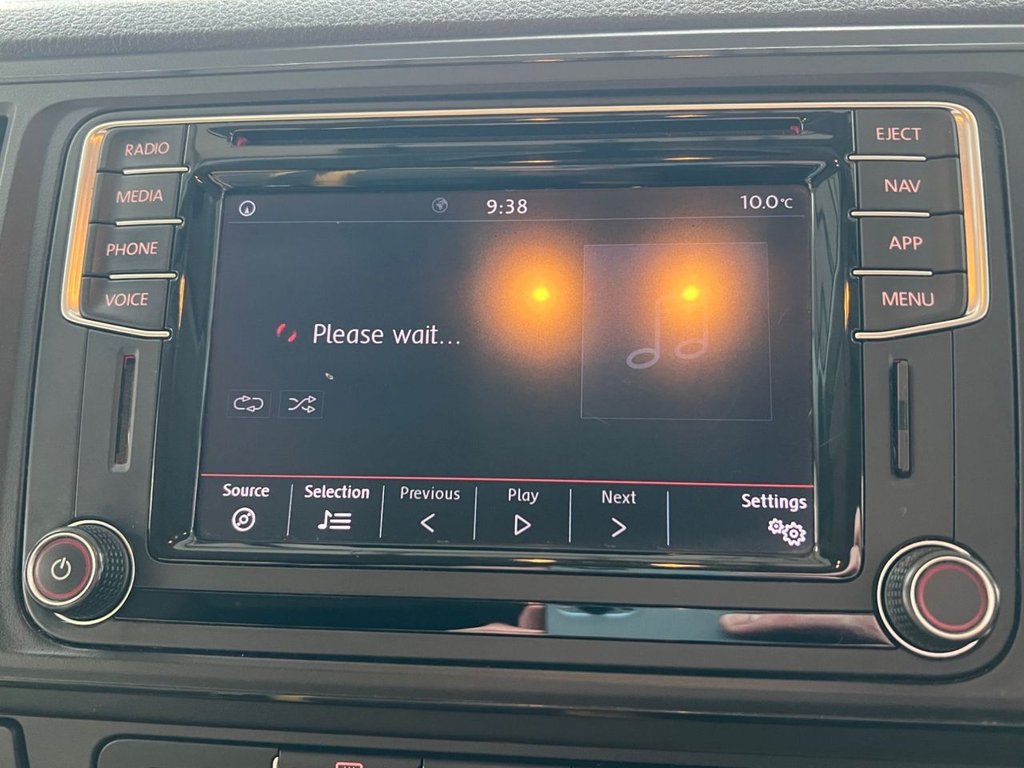 RADIO
MEDIA
PHONE
VOICE
EJECT
NAV
APP
MENU
9:38
10.0°C
Please wait...
Source
Selection
Previous
Play
Next
Settings